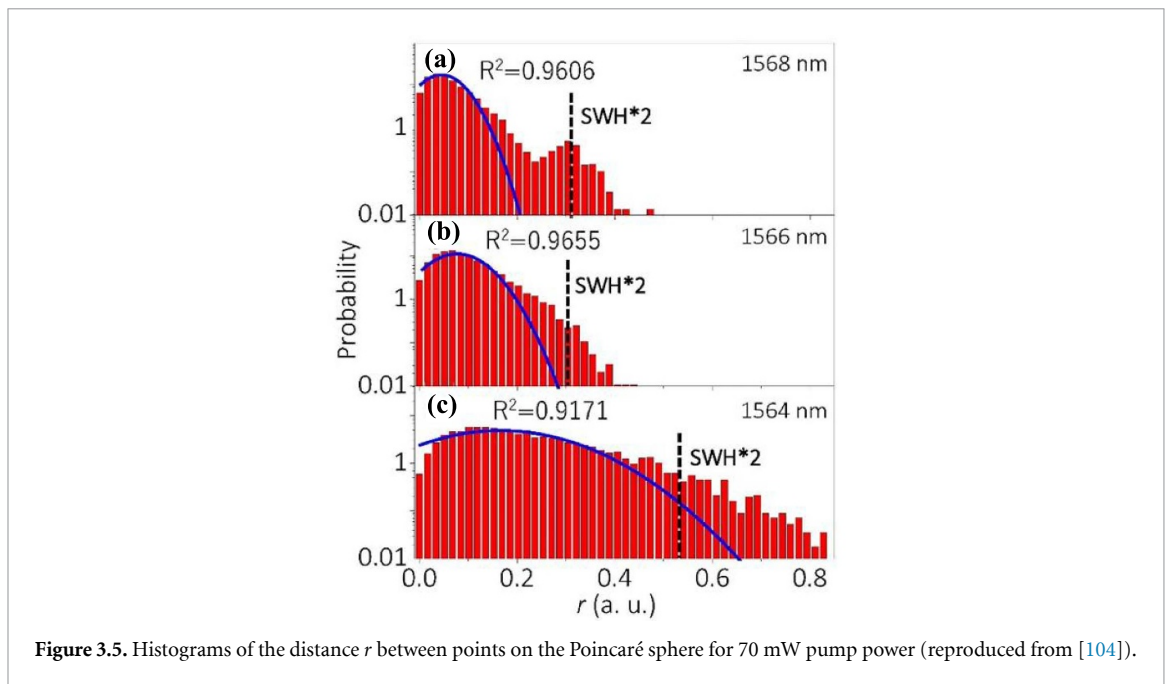 (a)
R²=0.9606
1568 nm
SWH*2
1
0.01
(b)
R²=0.9655
1566 nm
SWH*2
1
0.01
Probability
(c)
R²=0.9171
1564 nm
SWH*2
1
0.01
0.0 0.2 0.4 0.6 0.8
r (a. u.)
Figure 3.5. Histograms of the distance r between points on the Poincaré sphere for 70 mW pump power (reproduced from [104]).